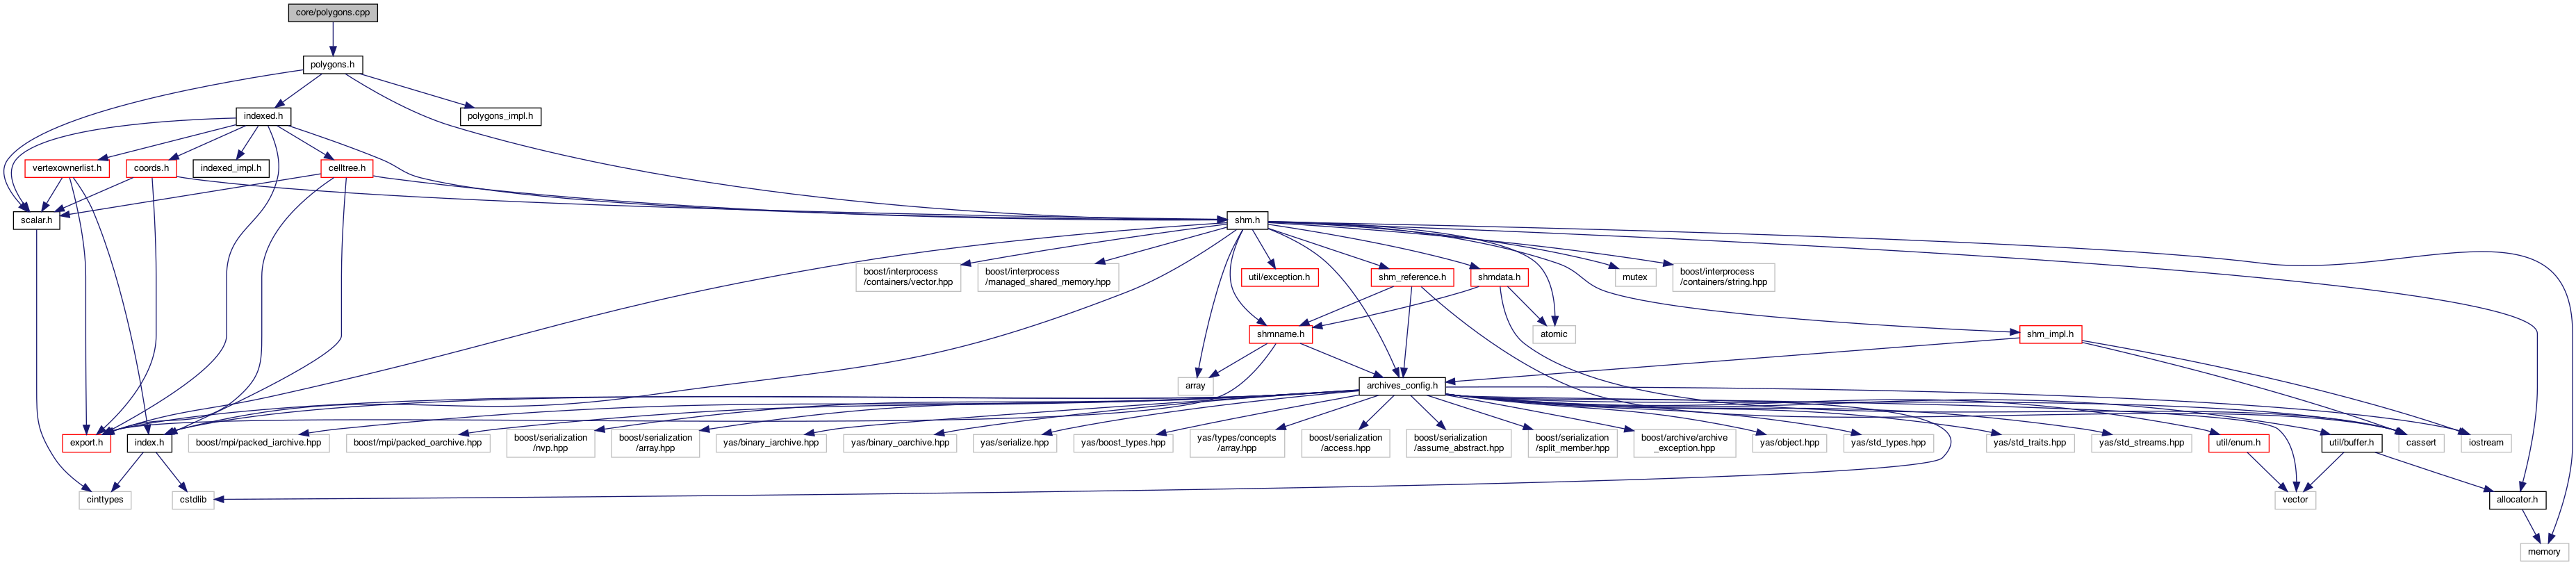 core/polygons.cpp
polygons.h
indexed.h
polygons_impl.h
vertexownerlist.h
coords.h
indexed_impl.h
celltree.h
scalar.h
shm.h
boost/interprocess
/containers/vector.hpp
boost/interprocess
/managed_shared_memory.hpp
util/exception.h
shm_reference.h
shmdata.h
mutex
boost/interprocess
/containers/string.hpp
shmname.h
atomic
shm_impl.h
array
archives_config.h
export.h
index.h
boost/mpi/packed_iarchive.hpp
boost/mpi/packed_oarchive.hpp
boost/serialization
/nvp.hpp
boost/serialization
/array.hpp
yas/binary_iarchive.hpp
yas/binary_oarchive.hpp
yas/serialize.hpp
yas/boost_types.hpp
yas/types/concepts
/array.hpp
boost/serialization
/access.hpp
boost/serialization
/assume_abstract.hpp
boost/serialization
/split_member.hpp
boost/archive/archive
_exception.hpp
yas/object.hpp
yas/std_types.hpp
yas/std_traits.hpp
yas/std_streams.hpp
util/enum.h
util/buffer.h
cassert
iostream
cinttypes
cstdlib
vector
allocator.h
memory